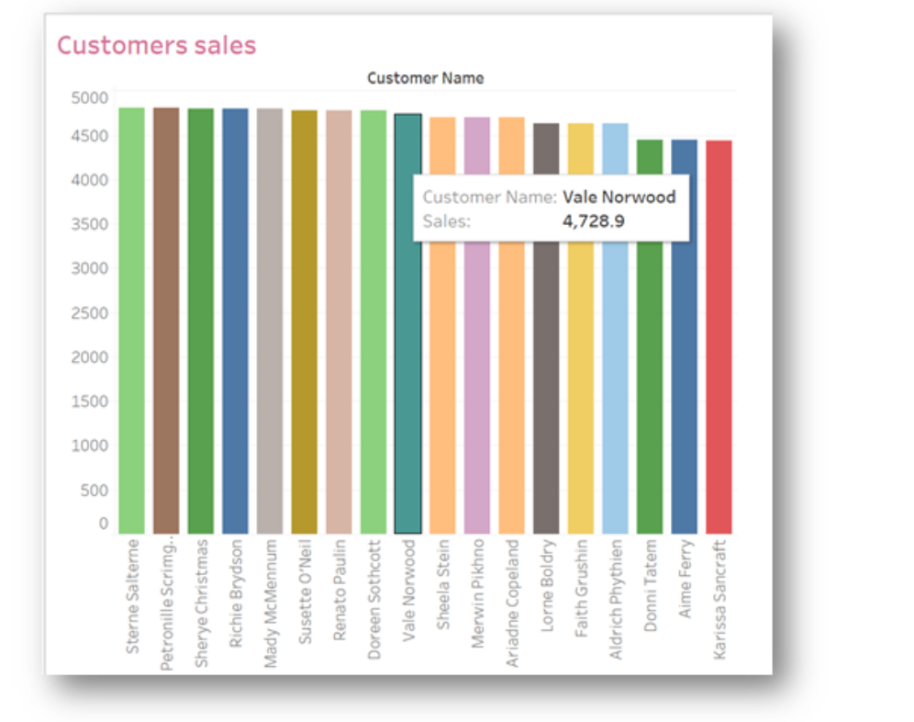 Customers sales
Customer Name
5000
4500
4000
3500
3000
2500
2000
1500
1000
500
0
Customer Name: Vale Norwood
Sales: 4,728.9
Sterne Salterne
Petronille Scrimg..
Sherye Christmas
Richie Brydson
Mady McMennum
Susette O'Neil
Renato Paulin
Doreen Sothcott
Vale Norwood
Sheela Stein
Merwin Pikhno
Ariadne Copeland
Lorne Boldry
Faith Grushin
Aldrich Phythien
Donni Tatem
Aime Ferry
Karissa Sancraft